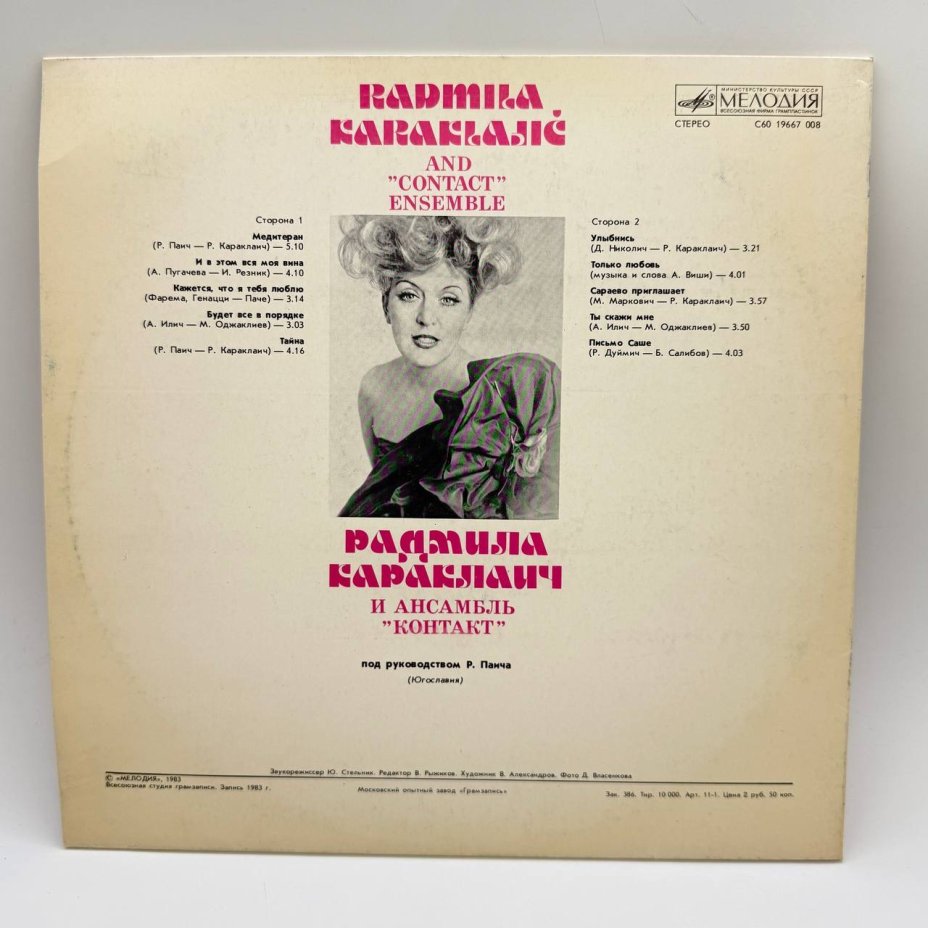 RADMILA
KARAKLAJIĆ
AND
”CONTACT”
ENSEMBLE
МИНИСТЕРСТВО КУЛЬТУРЫ СССР
МЕЛОДИЯ
ВСЕСОЮЗНАЯ ФИРМА ГРАМПЛАСТИНОК
СТЕРЕО С60 19667 008
Сторона 1
Медитеран
(Р. Паич — Р. Караклаич) — 5.10
И в этом вся моя вина
(А. Пугачева — И. Резник) — 4.10
Кажется, что я тебя люблю
(Фарема, Генацци — Паче) — 3.14
Будет все в порядке
(А. Илич — М. Оджаклиев) — 3.03
Тайна
(Р. Паич — Р. Караклаич) — 4.16
Сторона 2
Улыбнись
(Д. Николич — Р. Караклаич) — 3.21
Только любовь
(музыка и слова А. Виши) — 4.01
Сараево приглашает
(М. Маркович — Р. Караклаич) — 3.57
Ты скажи мне
(А. Илич — М. Оджаклиев) — 3.50
Письмо Саше
(Р. Дуймич — Б. Салибов) — 4.03
РАДМИЛА
КАРАКЛАИЧ
И АНСАМБЛЬ
”КОНТАКТ”
под руководством Р. Паича
(Югославия)
Звукорежиссер Ю. Стельник. Редактор В. Рыжиков. Художник В. Александров. Фото Д. Власенкова
© «МЕЛОДИЯ», 1983
Всесоюзная студия грамзаписи. Запись 1983 г.
Московский опытный завод «Грамзапись»
Зак. 386. Тир. 10 000. Арт. 11-1. Цена 2 руб. 50 коп.